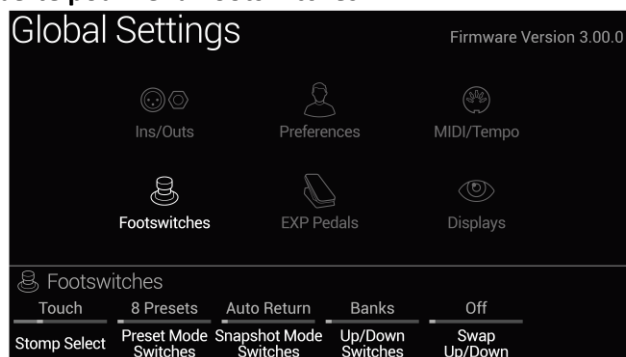 Global Settings
Firmware Version 3.00.0
Ins/Outs
Preferences
MIDI/Tempo
Footswitches
EXP Pedals
Displays
Footswitches
Touch
8 Presets
Auto Return
Banks
Off
Stomp Select
Preset Mode
Switches
Snapshot Mode
Switches
Up/Down
Switches
Swap
Up/Down